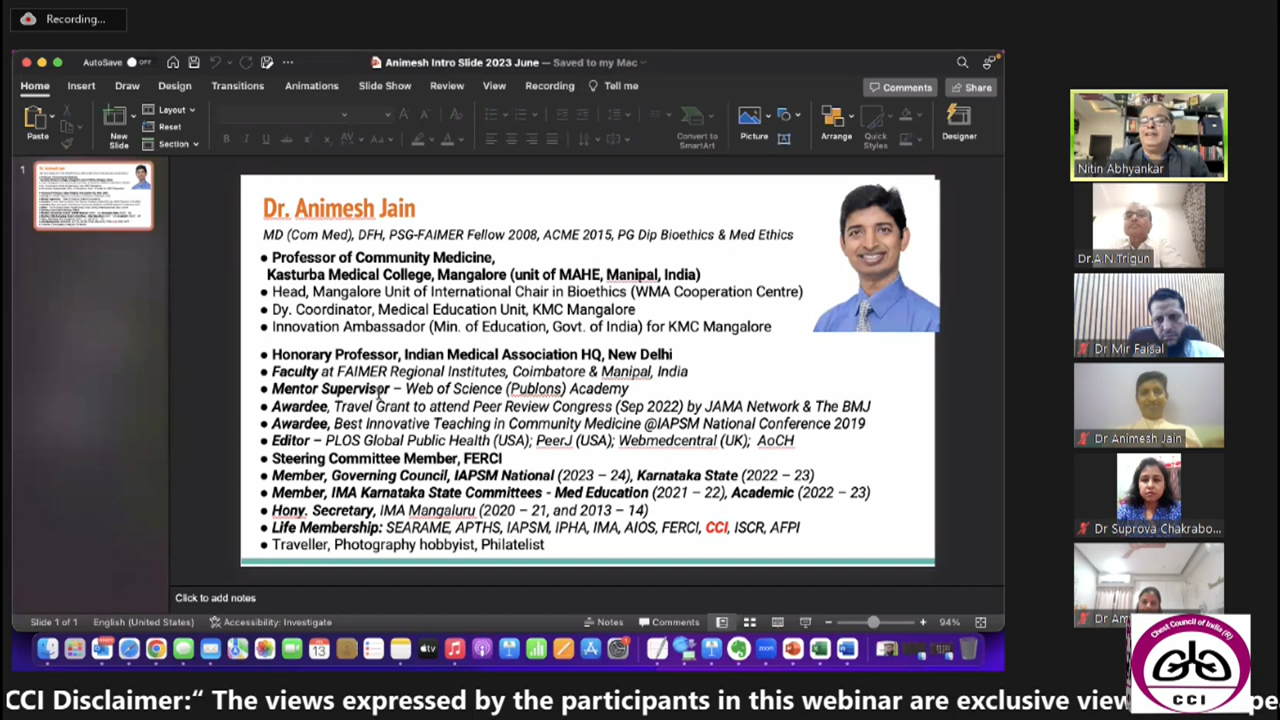 Recording...
AutoSave OFF
Animesh Intro Slide 2023 June — Saved to my Mac
Home Insert Draw Design Transitions Animations Slide Show Review View Recording Tell me
Comments Share
Paste
New Slide
Layout
Reset
Section
Convert to SmartArt
Picture
Arrange
Quick Styles
Designer
1
Dr. Animesh Jain
MD (Com Med), DFH, PSG-FAIMER Fellow 2008, ACME 2015, PG Dip Bioethics & Med Ethics
● Professor of Community Medicine,
Kasturba Medical College, Mangalore (unit of MAHE, Manipal, India)
● Head, Mangalore Unit of International Chair in Bioethics (WMA Cooperation Centre)
● Dy. Coordinator, Medical Education Unit, KMC Mangalore
● Innovation Ambassador (Min. of Education, Govt. of India) for KMC Mangalore
● Honorary Professor, Indian Medical Association HQ, New Delhi
● Faculty at FAIMER Regional Institutes, Coimbatore & Manipal, India
● Mentor Supervisor – Web of Science (Publons) Academy
● Awardee, Travel Grant to attend Peer Review Congress (Sep 2022) by JAMA Network & The BMJ
● Awardee, Best Innovative Teaching in Community Medicine @IAPSM National Conference 2019
● Editor – PLOS Global Public Health (USA); PeerJ (USA); Webmedcentral (UK); AoCH
● Steering Committee Member, FERCI
● Member, Governing Council, IAPSM National (2023 – 24), Karnataka State (2022 – 23)
● Member, IMA Karnataka State Committees - Med Education (2021 – 22), Academic (2022 – 23)
● Hony. Secretary, IMA Mangaluru (2020 – 21, and 2013 – 14)
● Life Membership: SEARAME, APTHS, IAPSM, IPHA, IMA, AIOS, FERCI, CCI, ISCR, AFPI
● Traveller, Photography hobbyist, Philatelist
Click to add notes
Slide 1 of 1 English (United States) Accessibility: Investigate Notes Comments 94%
Nitin Abhyankar
Dr.A.N.Trigun
Dr Mir Faisal
Dr Animesh Jain
Dr Suprova Chakrabo...
Chest Council of India (R)
CCI
CCI Disclaimer:“ The views expressed by the participants in this webinar are exclusive